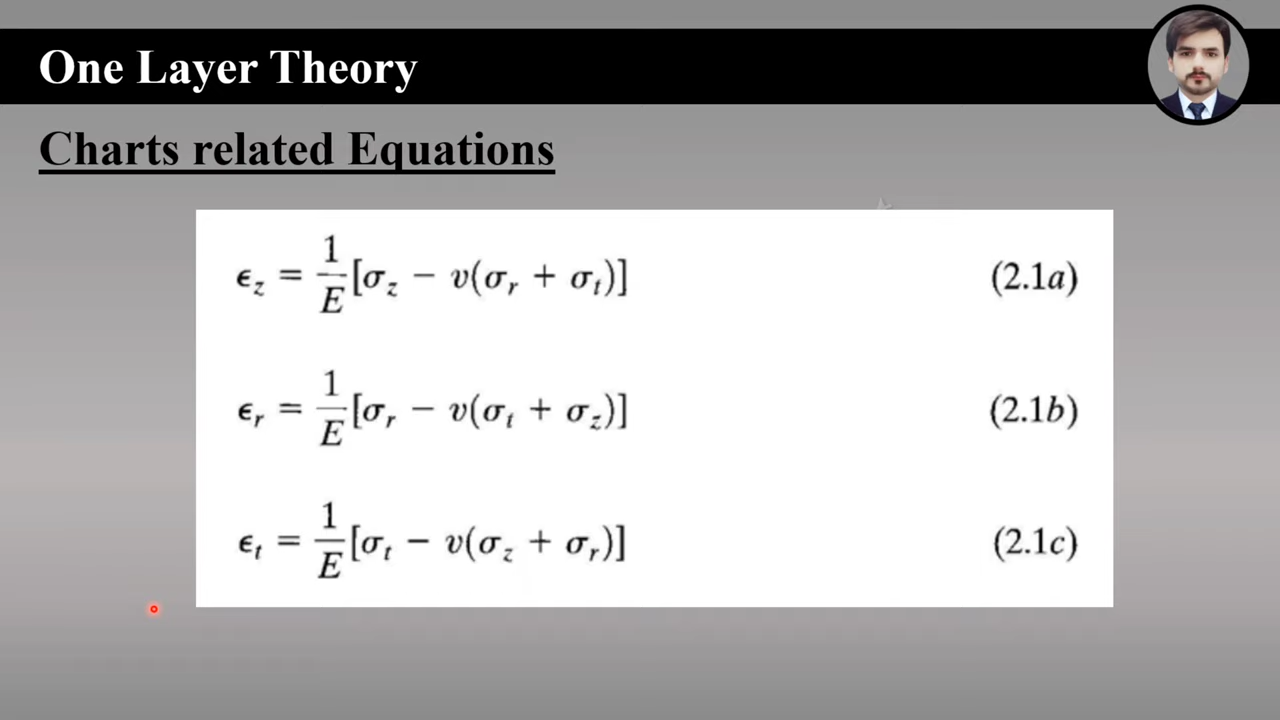 One Layer Theory
Charts related Equations
ϵ_z = 1/E [σ_z − ν(σ_r + σ_t)] (2.1a)
ϵ_r = 1/E [σ_r − ν(σ_t + σ_z)] (2.1b)
ϵ_t = 1/E [σ_t − ν(σ_z + σ_r)] (2.1c)